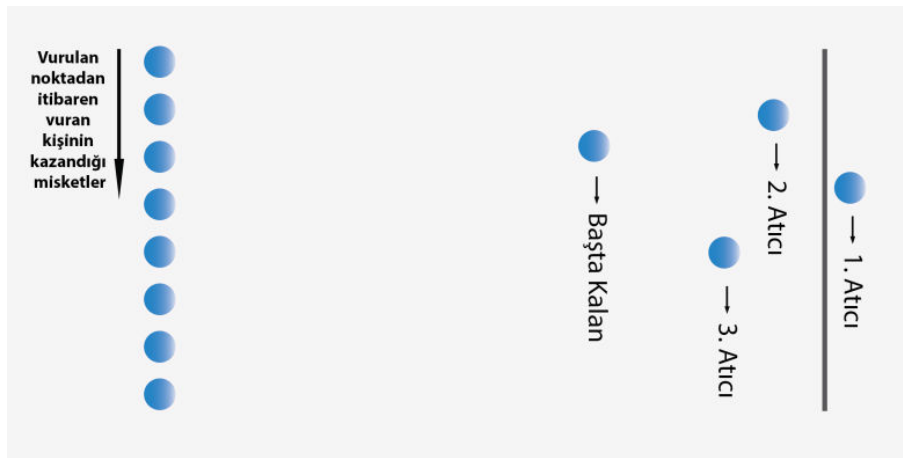 Vurulan
noktadan
itibaren
vuran
kişinin
kazandığı
misketler
Başta Kalan
3. Atıcı
2. Atıcı
1. Atıcı